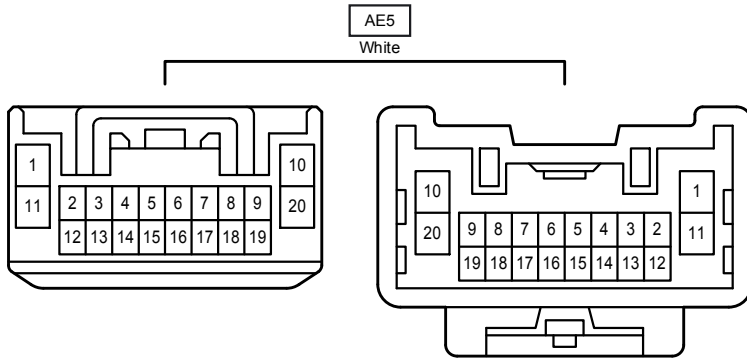 AE5
White
1 10
11 2 3 4 5 6 7 8 9 20
12 13 14 15 16 17 18 19
10 1
20 9 8 7 6 5 4 3 2 11
19 18 17 16 15 14 13 12